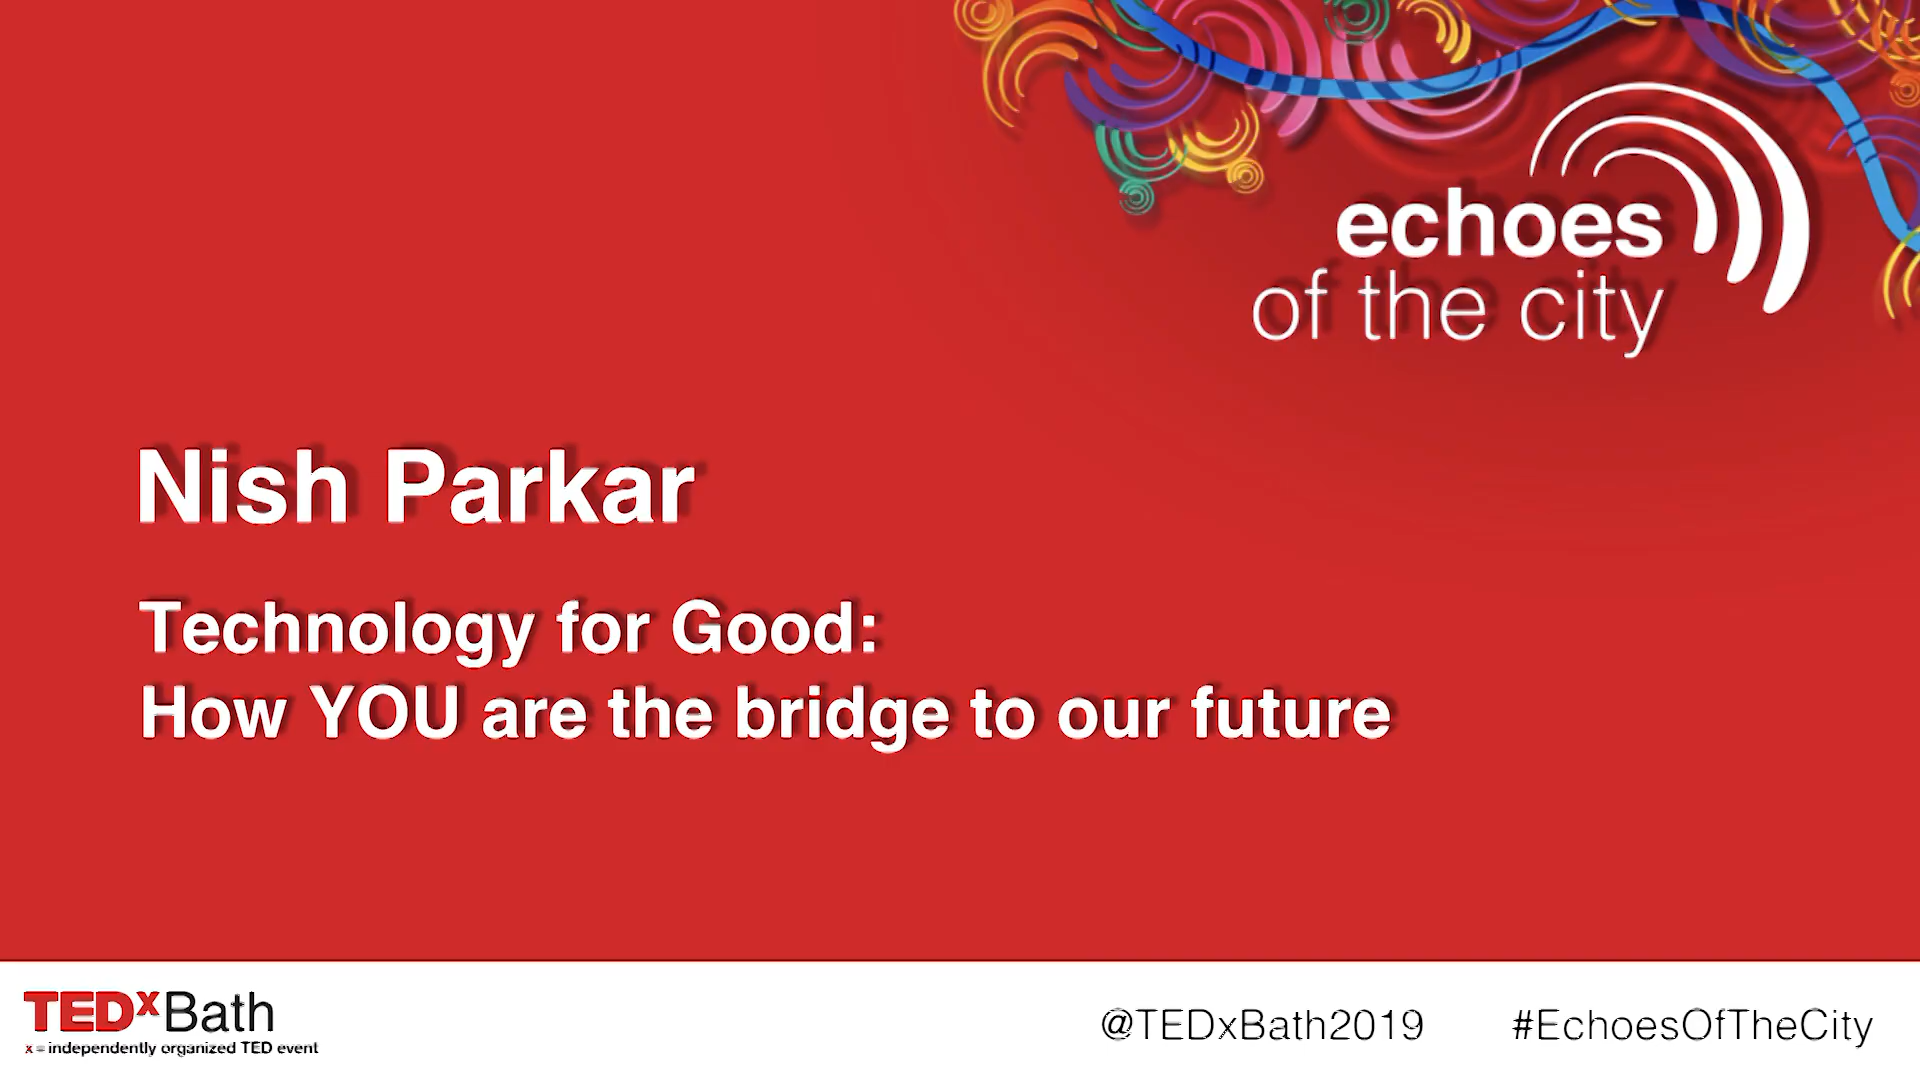 echoes
of the city
Nish Parkar
Technology for Good:
How YOU are the bridge to our future
TEDxBath
x = independently organized TED event
@TEDxBath2019
#EchoesOfTheCity